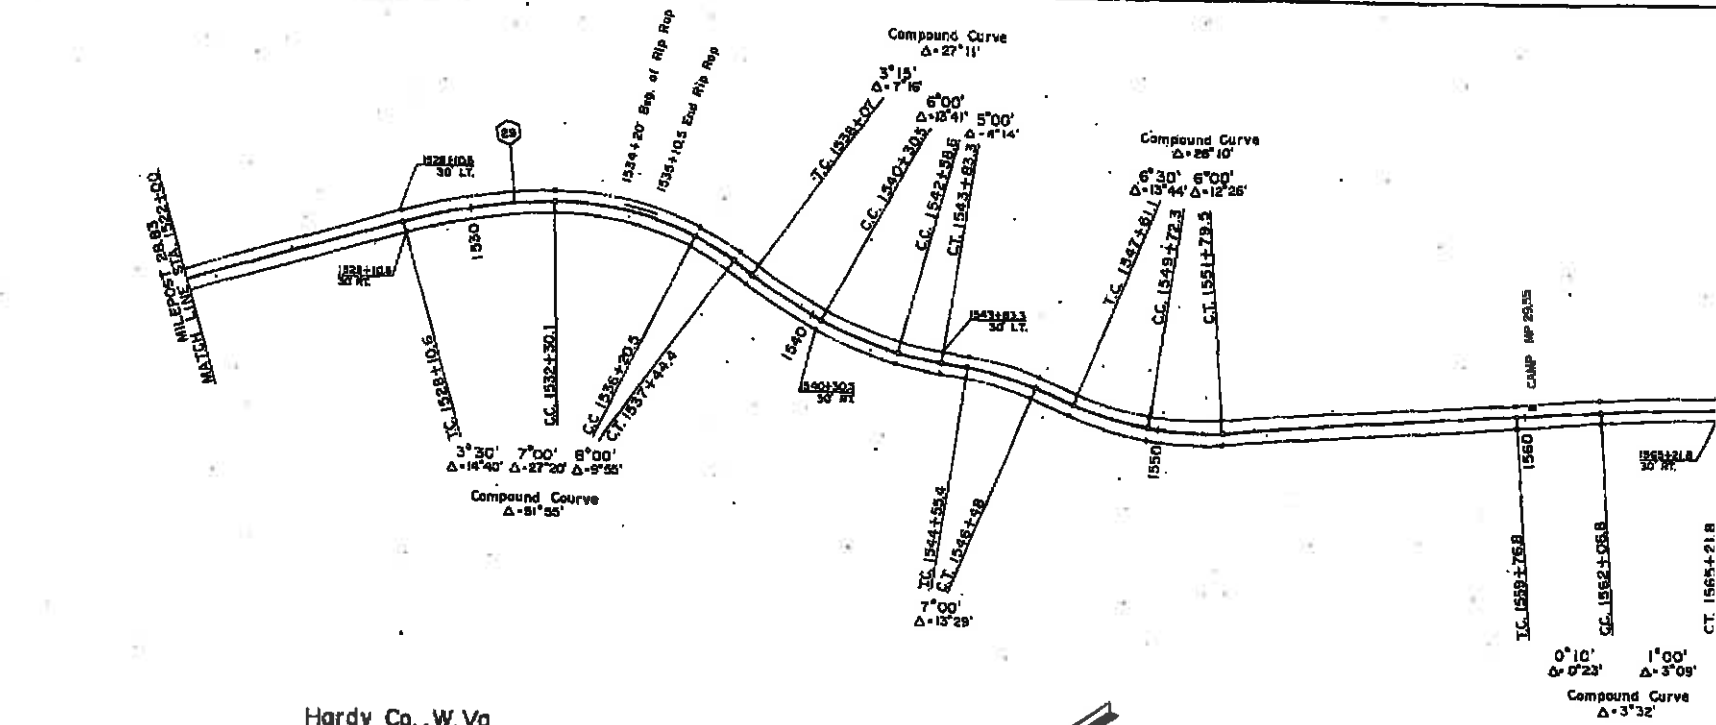 Compound Curve
Δ=27°11'
3°15'
Δ=7°16'
6°00'
Δ=13°41'
5°00'
1534+20' Beg. of Rip Rap
1535+10.5 End Rip Rap
29
T.C. 1538+07
C.C. 1540+30.5
C.C. 1542+58.6
C.T. 1543+83.3
Compound Curve
Δ=26°10'
6°30' 6°00'
Δ=13°44' Δ=12°26'
T.C. 1547+61.1
C.C. 1549+72.3
C.T. 1551+79.5
1528+10.6
30' LT.
MILEPOST 28.83
MATCH LINE STA. 1522+00
1530
1528+10.6
30' RT.
1543+83.3
30' LT.
1540
1540+30.5
30' RT.
CAMP MP 29.55
T.C. 1528+10.6
C.C. 1532+30.1
C.C. 1536+20.5
C.T. 1537+44.4
3°30' 7°00' 8°00'
Δ=14°40' Δ=27°20' Δ=9°55'
Compound Courve
Δ=51°55'
1550
1560
1565+21.8
30' RT.
T.C. 1544+55.4
C.T. 1546+48
7°00'
Δ=13°29'
T.C. 1559+76.8
C.C. 1562+06.8
C.T. 1565+21.8
0°10' 1°00'
Δ=0°23' Δ=3°09'
Compound Curve
Δ=3°32'
Hardy Co., W.Va